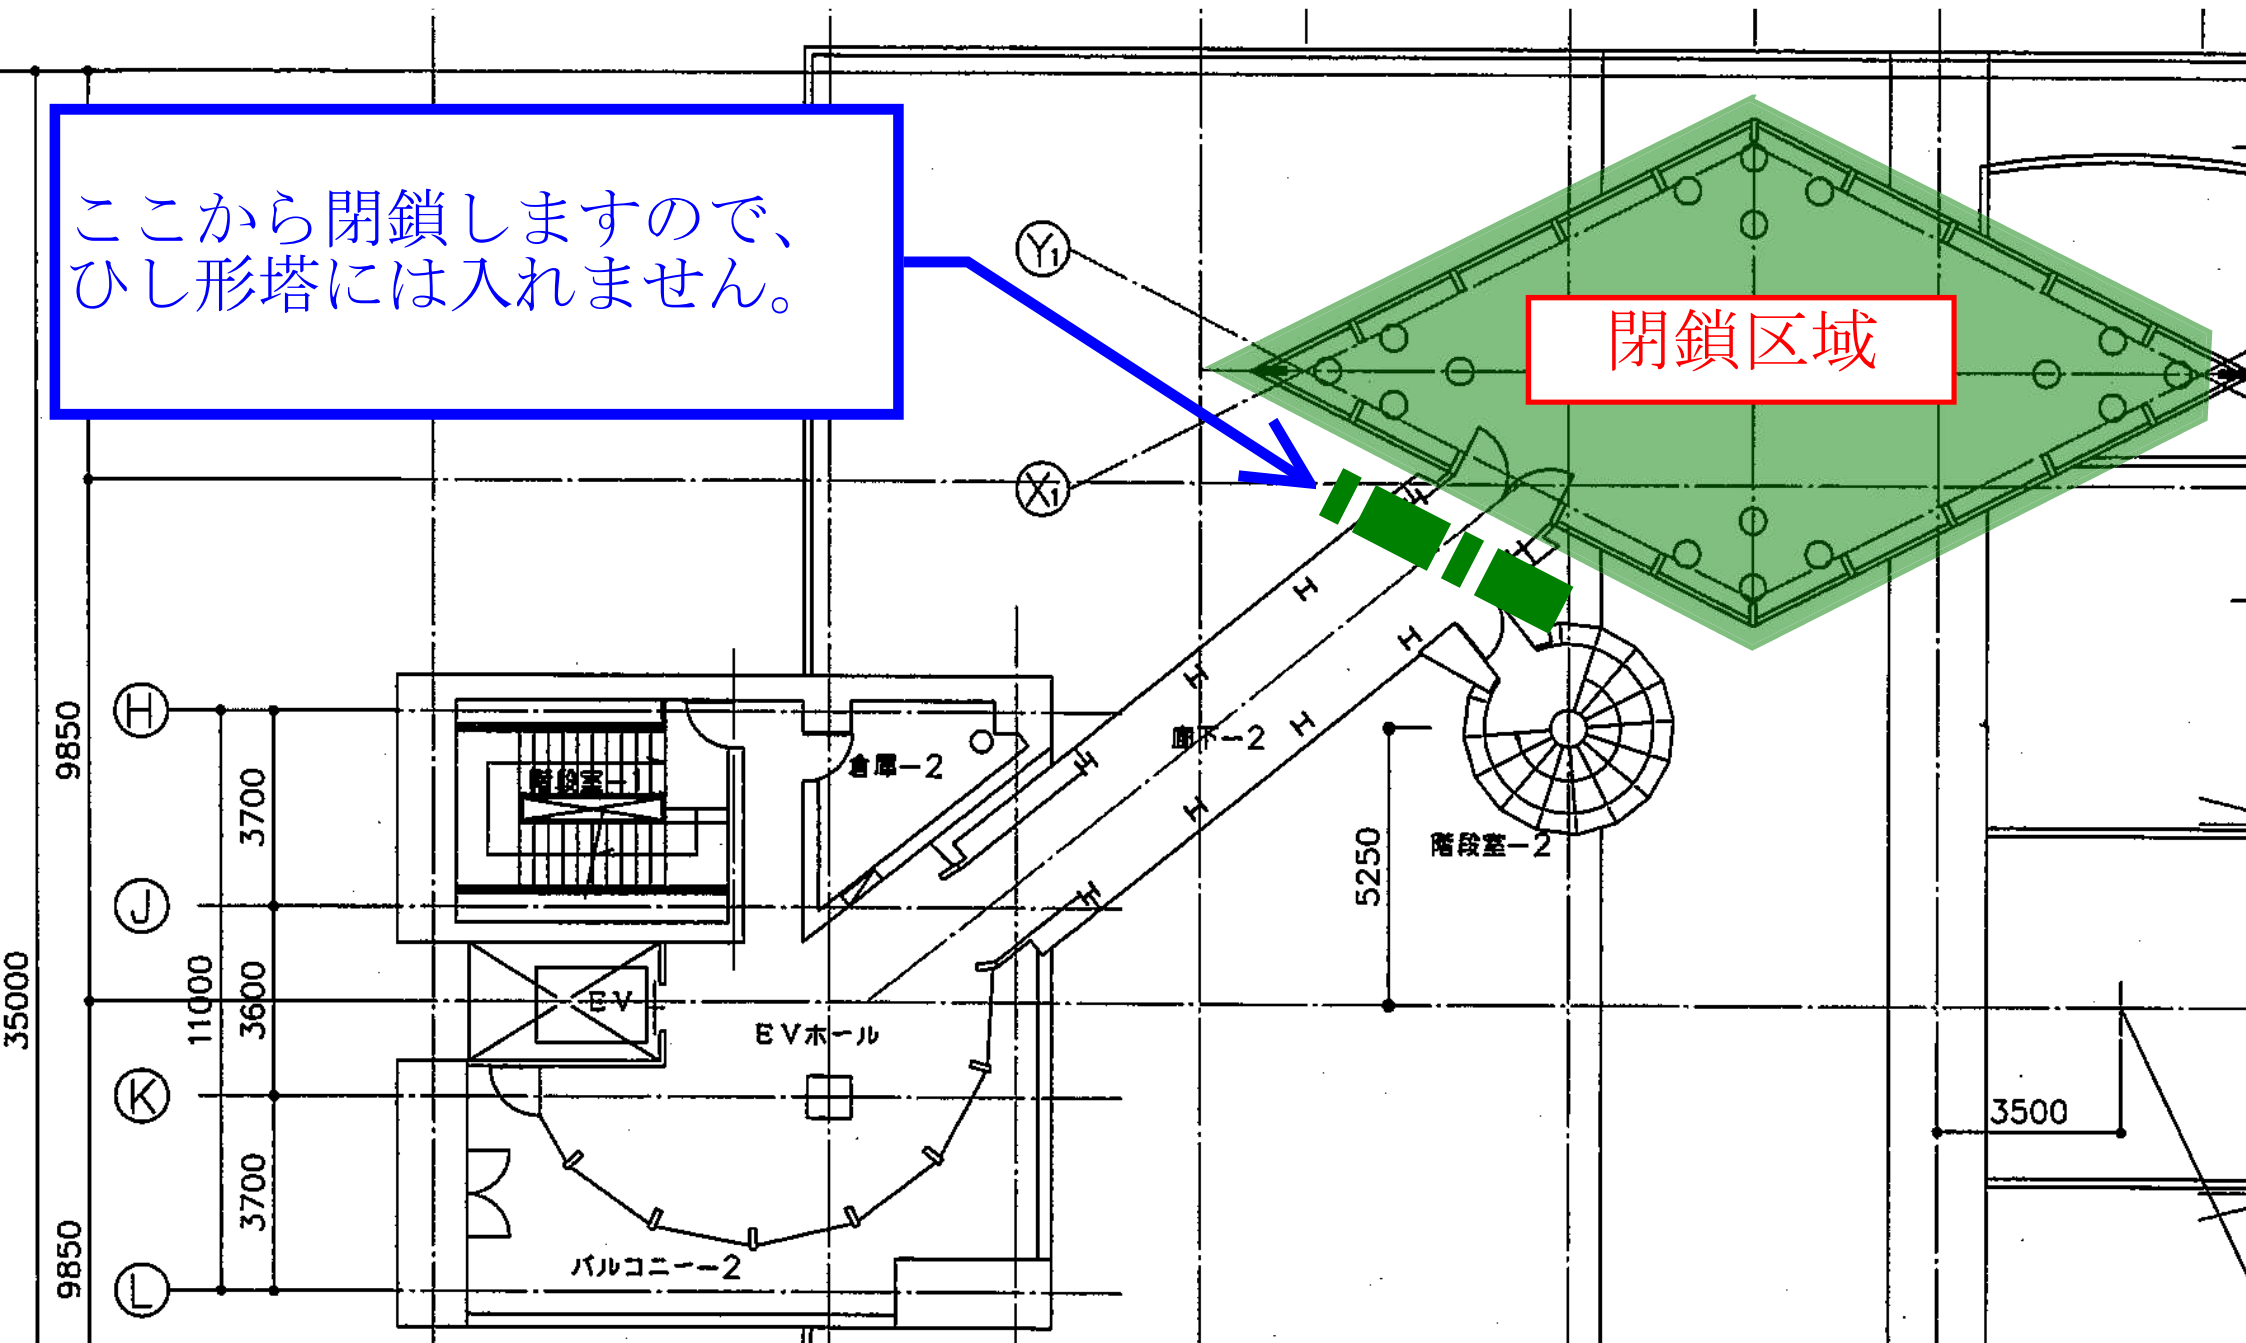 ここから閉鎖しますので、
ひし形塔には入れません。
閉鎖区域
Y1
X1
H
9850
3700
階段室-1
倉庫-2
廊下-2
階段室-2
5250
J
35000
11000
3600
EV
EVホール
K
3500
3700
9850
バルコニー-2
L